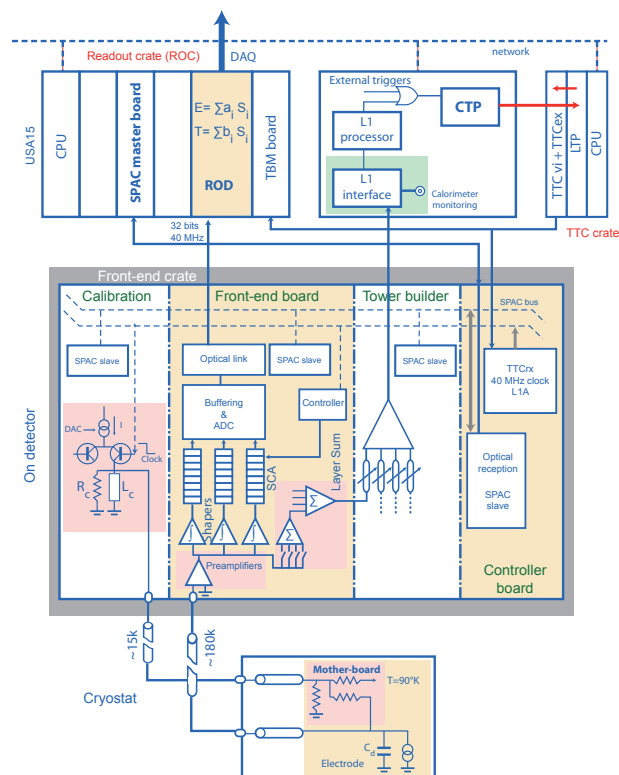 network
Readout crate (ROC)
DAQ
USA15
CPU
SPAC master board
E= ∑a_i S_i
T= ∑b_i S_i
ROD
TBM board
External triggers
CTP
L1
processor
L1
interface
Calorimeter
monitoring
TTC vi + TTCex
LTP
CPU
TTC crate
32 bits
40 MHz
Front-end crate
On detector
Calibration
Front-end board
Tower builder
SPAC bus
SPAC slave
Optical link
SPAC slave
SPAC slave
TTCrx
40 MHz clock
L1A
Buffering
&
ADC
Controller
DAC
I
Clock
R_c
L_c
SCA
Shapers
∫
∫
∫
Layer Sum
∑
∑
Preamplifiers
Optical
reception
SPAC
slave
Controller
board
~15k
~180k
Cryostat
Mother-board
T=90°K
C_d
Electrode